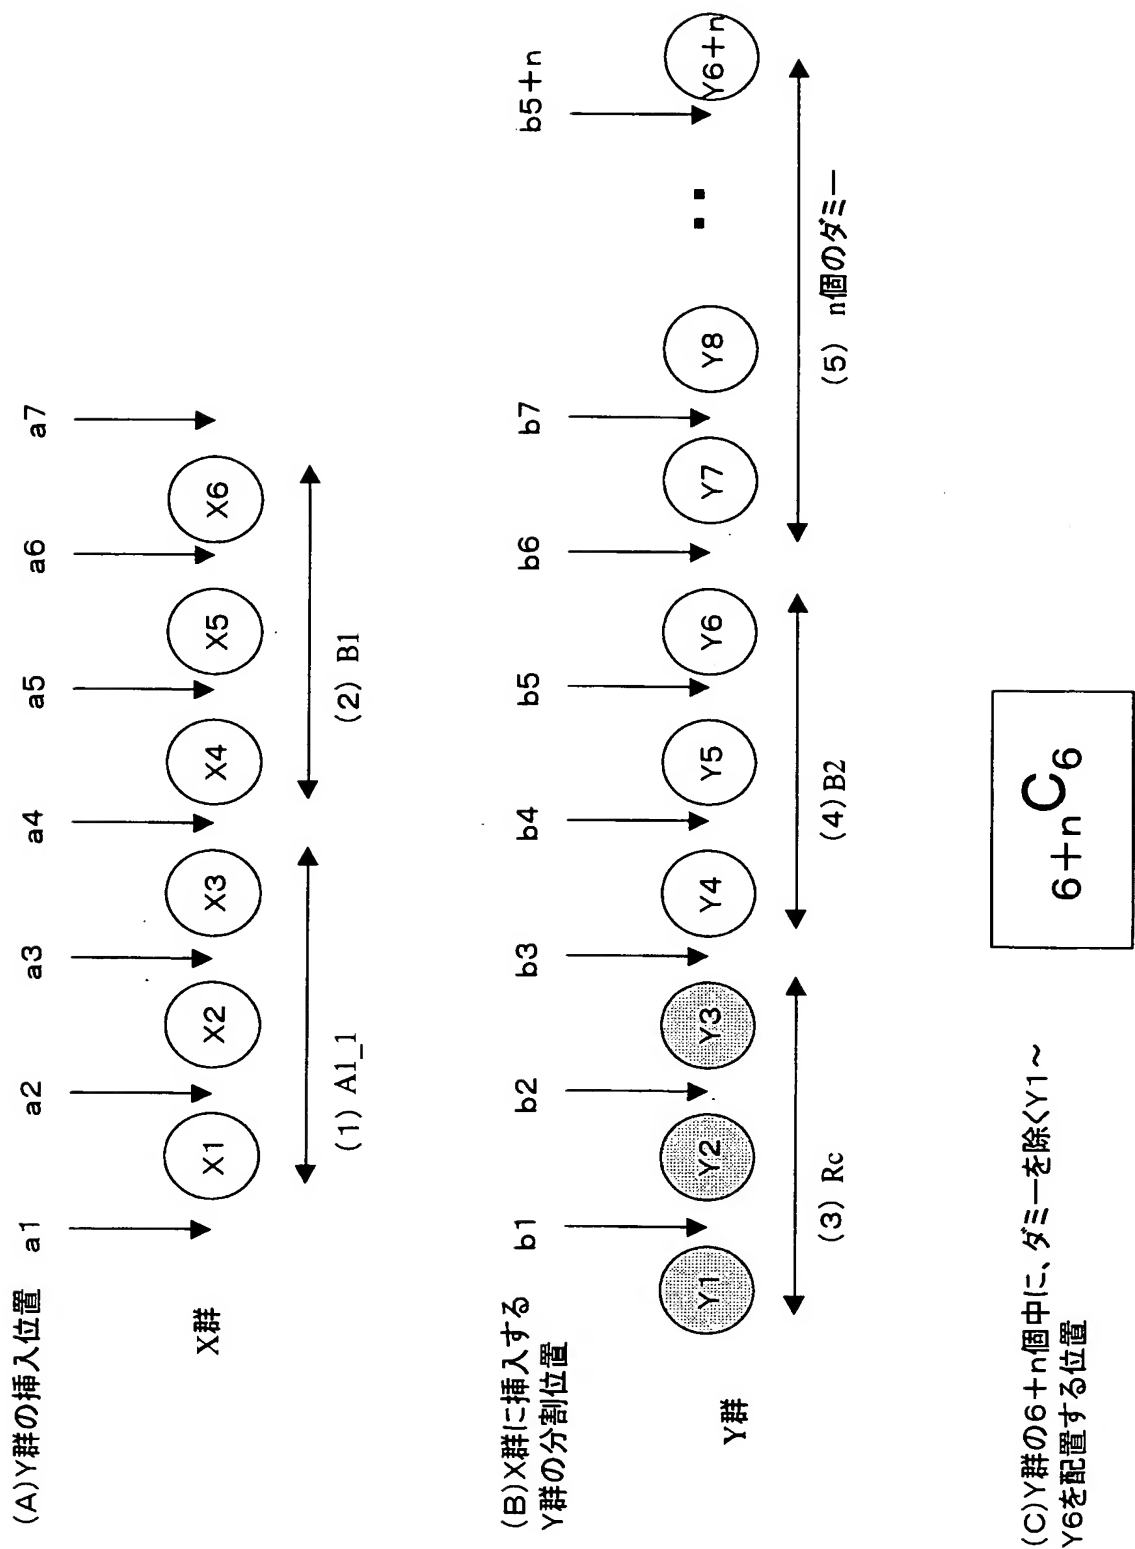 (A)Y群の挿入位置
a1 a2 a3 a4 a5 a6 a7
X群
X1 X2 X3 X4 X5 X6
(1) A1_1
(2) B1
(B)X群に挿入する
Y群の分割位置
b1 b2 b3 b4 b5 b6 b7 b5+n
Y群
Y1 Y2 Y3 Y4 Y5 Y6 Y7 Y8 ・・ Y6+n
(3) Rc
(4)B2
(5) n個のダミー
(C)Y群の6+n個中に、ダミーを除くY1～
Y6を配置する位置
6+nC6